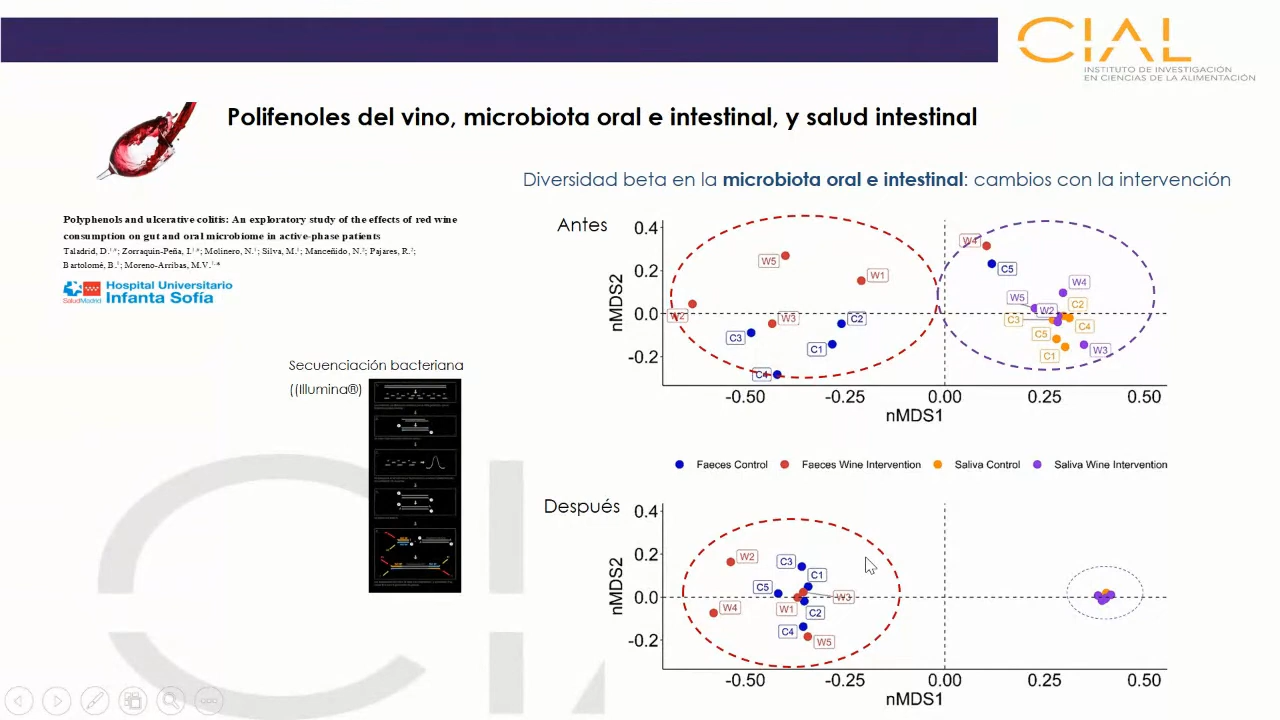 CIAL
INSTITUTO DE INVESTIGACIÓN
EN CIENCIAS DE LA ALIMENTACIÓN
Polifenoles del vino, microbiota oral e intestinal, y salud intestinal
Diversidad beta en la microbiota oral e intestinal: cambios con la intervención
Polyphenols and ulcerative colitis: An exploratory study of the effects of red wine
consumption on gut and oral microbiome in active-phase patients
Taladrid, D.; Zorraquín-Peña, I.; Molinero, N.; Silva, M.; Manceñido, N.; Pajares, R.;
Bartolomé, B.; Moreno-Arribas, M.V.
SaludMadrid
Hospital Universitario
Infanta Sofía
Secuenciación bacteriana
((Illumina®)
Antes
nMDS2
0.4
0.2
0.0
-0.2
W5
W1
W2
W3
C3
C2
C1
C4
W4
C5
W4
W5
W2
C2
C3
C4
C5
C1
W3
-0.50
-0.25
0.00
0.25
0.50
nMDS1
Faeces Control
Faeces Wine Intervention
Saliva Control
Saliva Wine Intervention
Después
nMDS2
0.4
0.2
0.0
-0.2
W2
C3
C1
C5
W3
W4
W1
C2
C4
W5
-0.50
-0.25
0.00
0.25
0.50
nMDS1